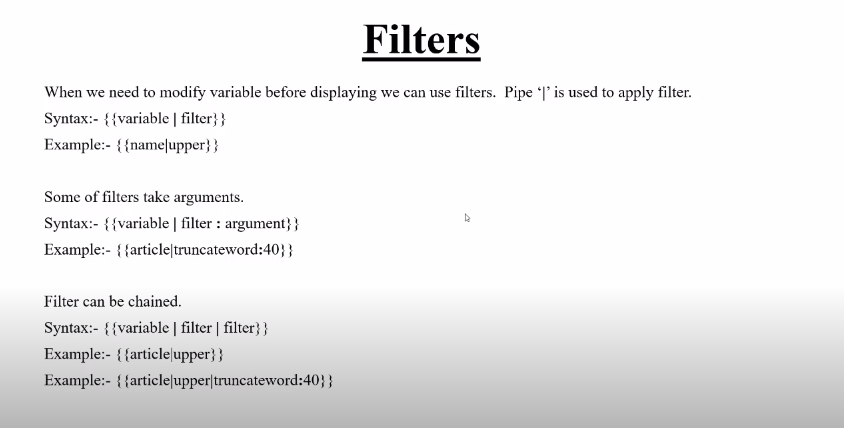 Filters
When we need to modify variable before displaying we can use filters. Pipe ‘|’ is used to apply filter.
Syntax:- {{variable | filter}}
Example:- {{name|upper}}
Some of filters take arguments.
Syntax:- {{variable | filter : argument}}
Example:- {{article|truncateword:40}}
Filter can be chained.
Syntax:- {{variable | filter | filter}}
Example:- {{article|upper}}
Example:- {{article|upper|truncateword:40}}